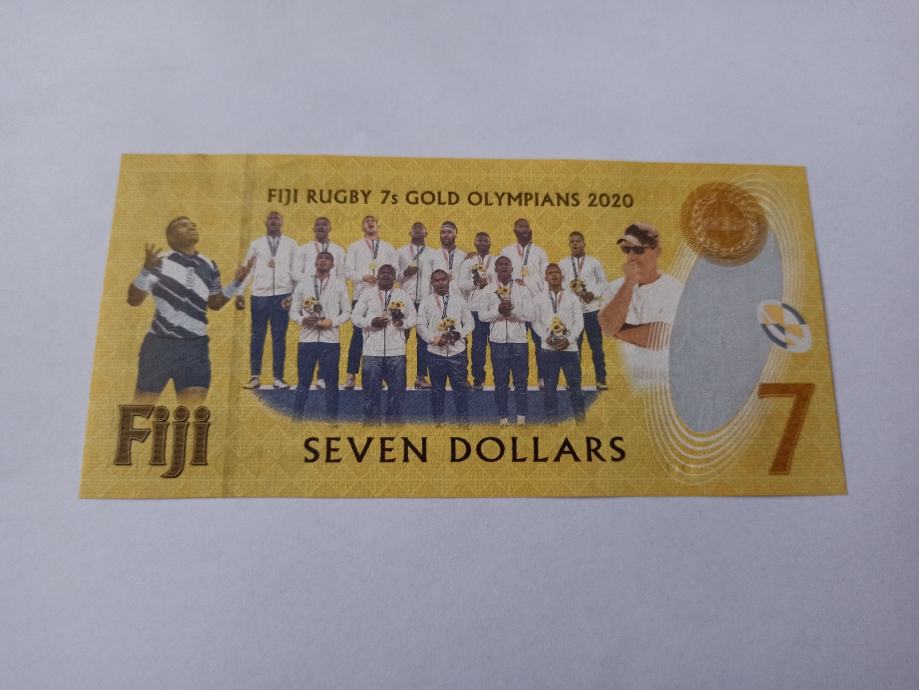 FIJI RUGBY 7s GOLD OLYMPIANS 2020
Fiji
SEVEN DOLLARS
7